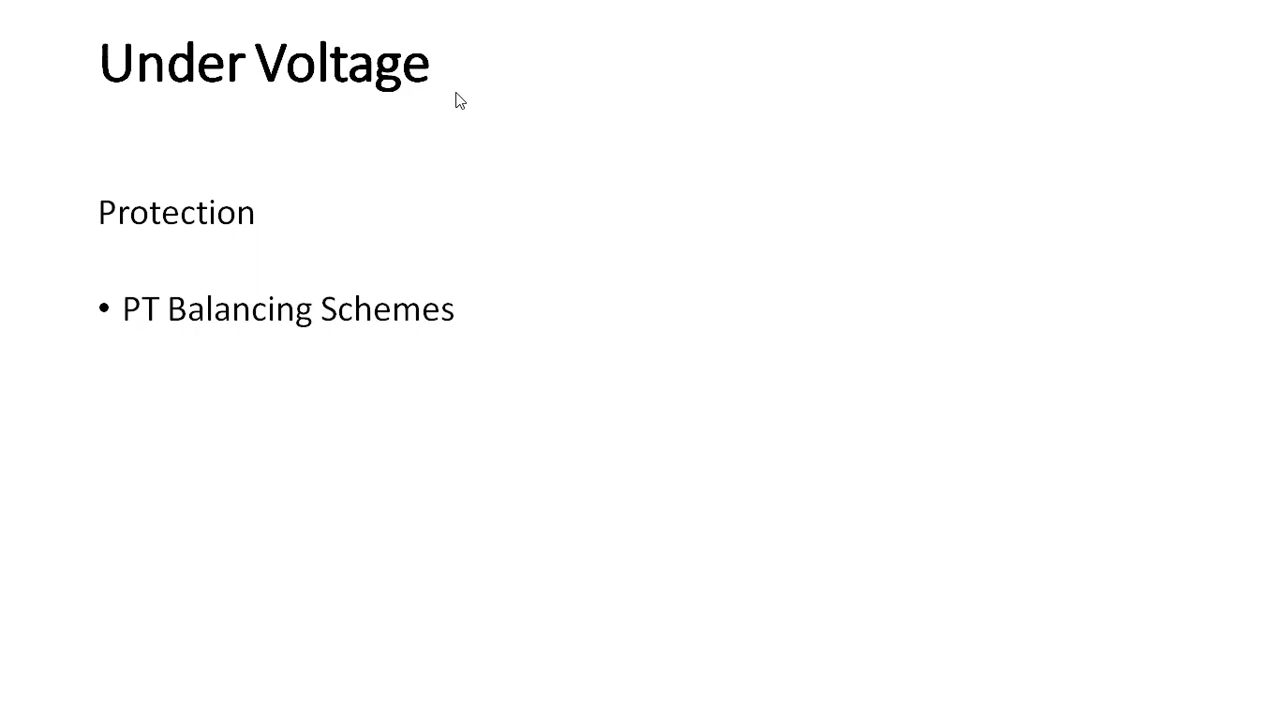 Under Voltage
Protection
• PT Balancing Schemes